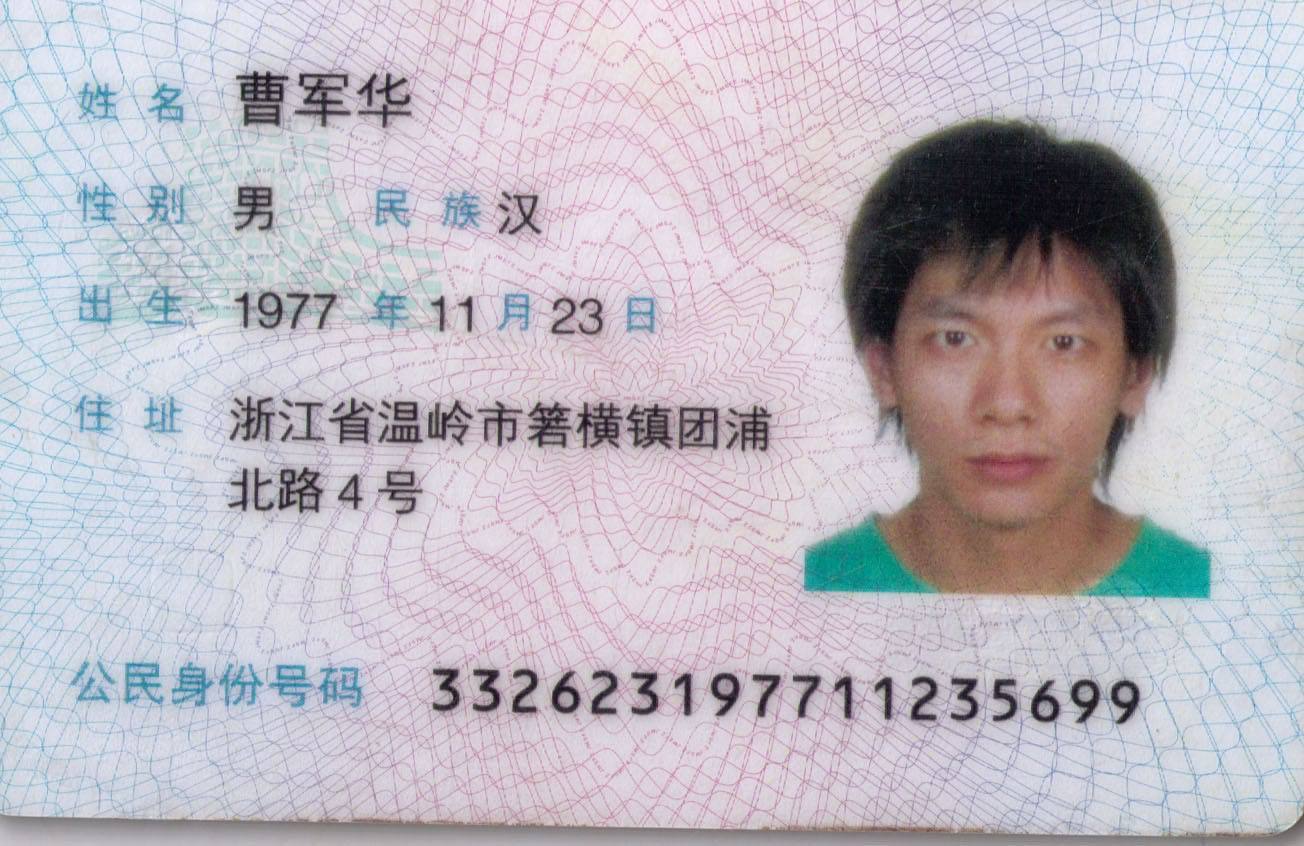 姓名 曹军华
性别 男 民族 汉
出生 1977 年 11 月 23 日
住址 浙江省温岭市箬横镇团浦
北路 4 号
公民身份号码 332623197711235699